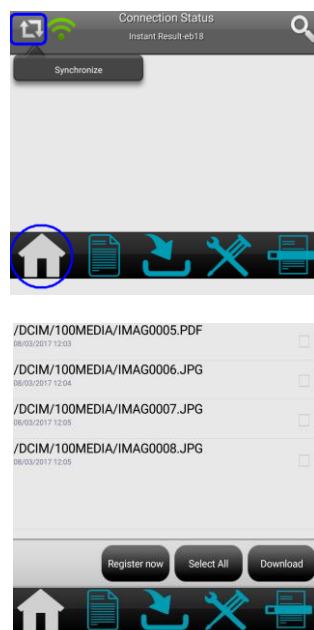 Connection Status
Instant Result-eb18
Synchronize
/DCIM/100MEDIA/IMAG0005.PDF
08/03/2017 12:03
/DCIM/100MEDIA/IMAG0006.JPG
08/03/2017 12:04
/DCIM/100MEDIA/IMAG0007.JPG
08/03/2017 12:05
/DCIM/100MEDIA/IMAG0008.JPG
08/03/2017 12:05
Register now
Select All
Download